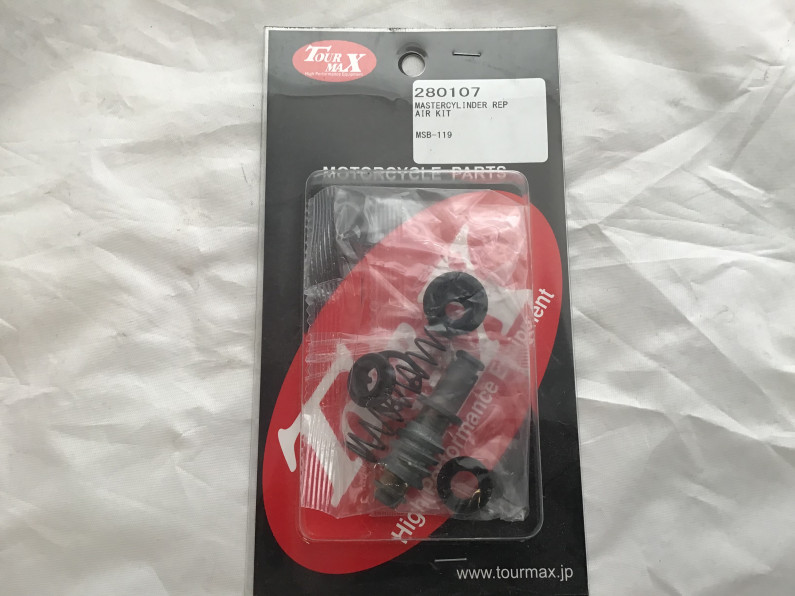 TOUR MAX
High Performance Equipment
280107
MASTERCYLINDER REP
AIR KIT
MSB-119
MOTORCYCLE PARTS
www.tourmax.jp